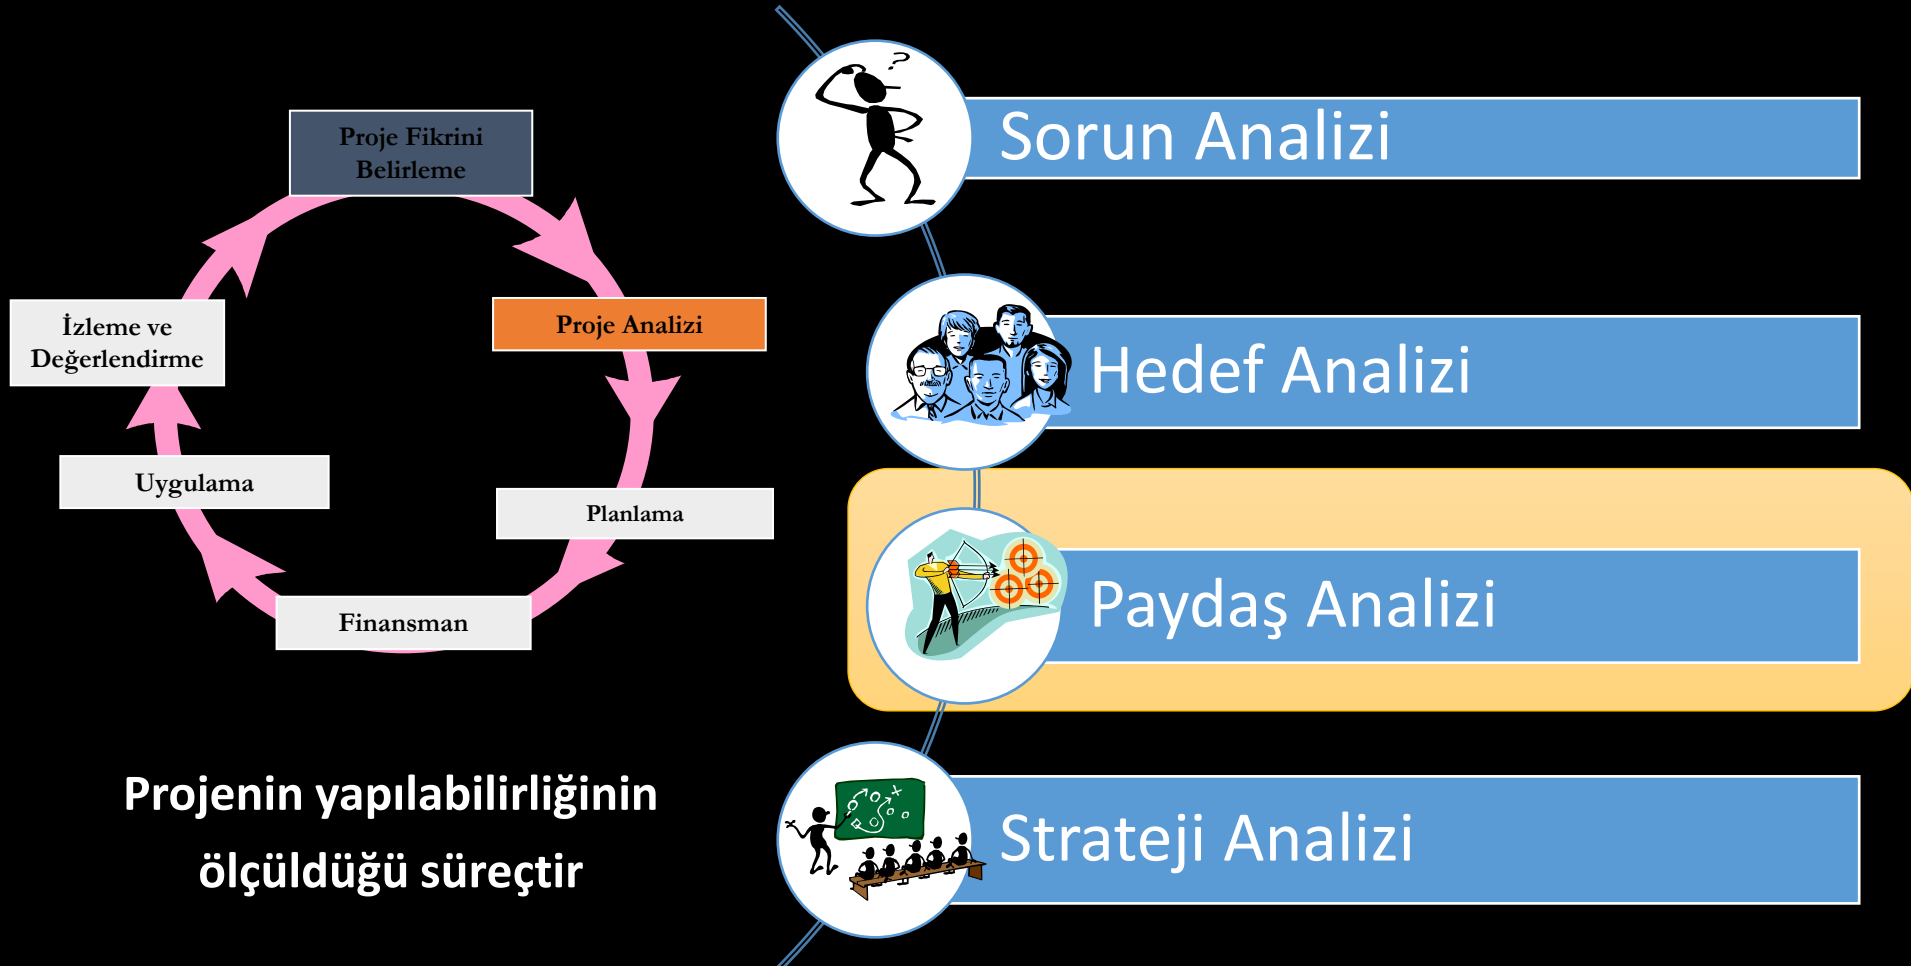 Proje Fikrini
Belirleme
Proje Analizi
Planlama
Finansman
Uygulama
İzleme ve
Değerlendirme
Projenin yapılabilirliğinin
ölçüldüğü süreçtir
?
Sorun Analizi
Hedef Analizi
Paydaş Analizi
Strateji Analizi